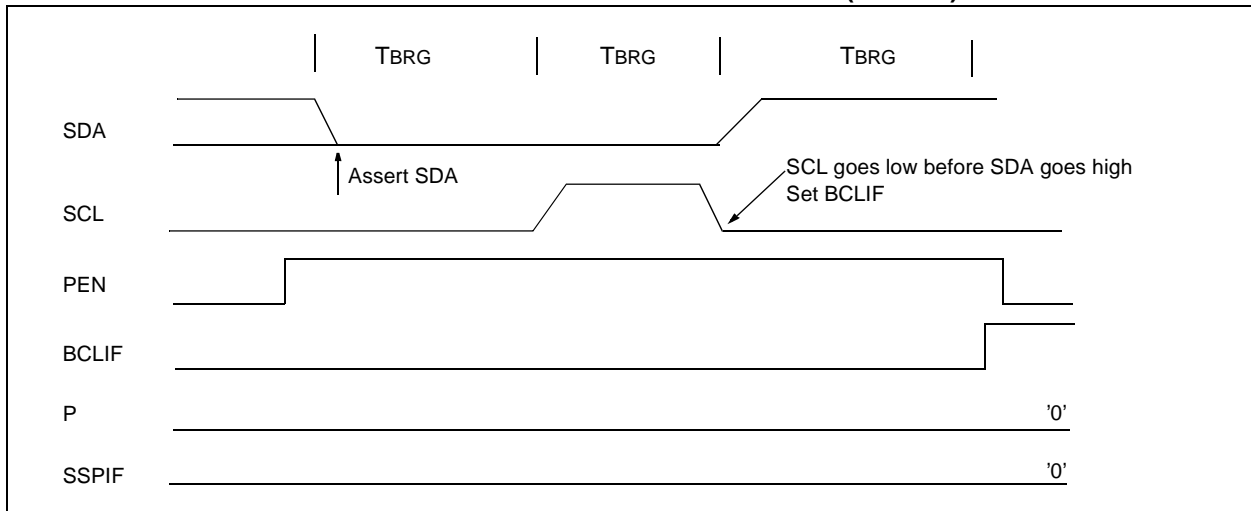 TBRG TBRG TBRG
SDA
Assert SDA
SCL goes low before SDA goes high
Set BCLIF
SCL
PEN
BCLIF
P '0'
SSPIF '0'